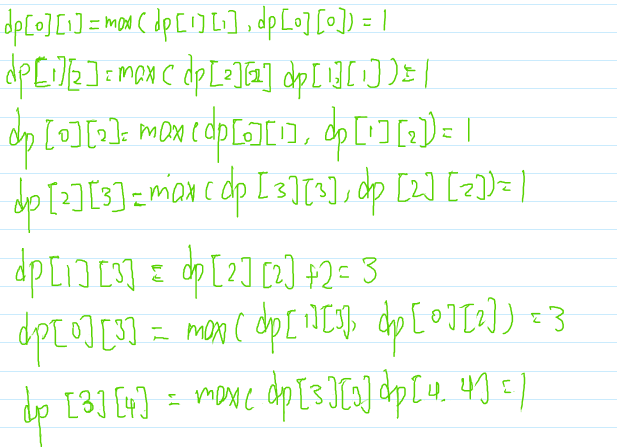 dp[0][1]=max(dp[1][1],dp[0][0])=1
dp[1][2]=max(dp[2][2] dp[1][1])=1
dp[0][2]=max(dp[0][1], dp[1][2])=1
dp[2][3]=max(dp[3][3],dp[2][2])=1
dp[1][3]=dp[2][2]+2=3
dp[0][3]=max(dp[1][3], dp[0][2])=3
dp[3][4]=max(dp[3][3]dp[4.4]=1